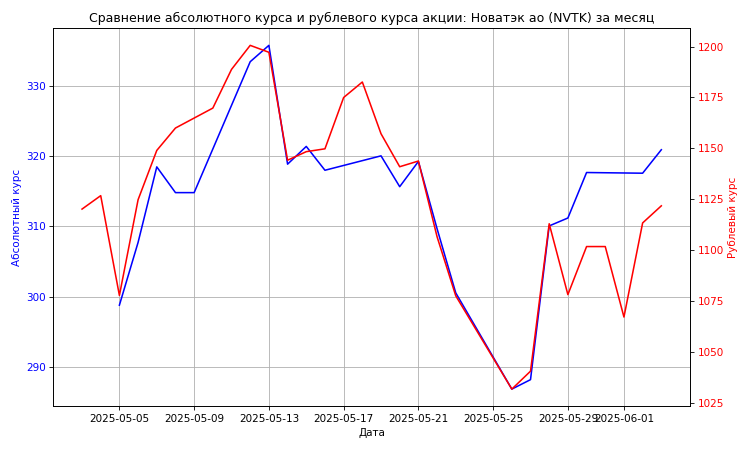 Сравнение абсолютного курса и рублевого курса акции: Новатэк ао (NVTK) за месяц
330
320
310
300
290
Абсолютный курс
1200
1175
1150
1125
1100
1075
1050
1025
Рублевый курс
2025-05-05 2025-05-09 2025-05-13 2025-05-17 2025-05-21 2025-05-25 2025-05-29 2025-06-01
Дата